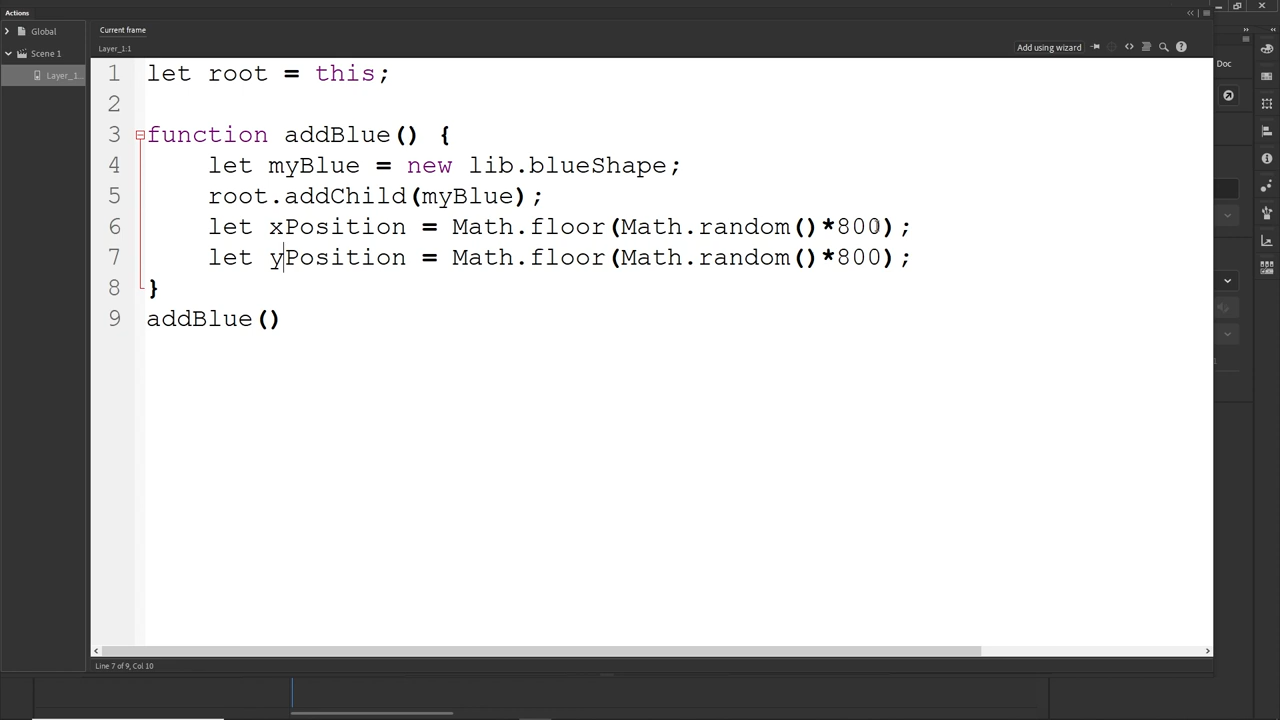 Actions
Global
Scene 1
Layer_1...
Current frame
Layer_1:1
Add using wizard
Doc
1 let root = this;
2
3 function addBlue() {
4 let myBlue = new lib.blueShape;
5 root.addChild(myBlue);
6 let xPosition = Math.floor(Math.random()*800);
7 let yPosition = Math.floor(Math.random()*800);
8 }
9 addBlue()
Line 7 of 9, Col 10